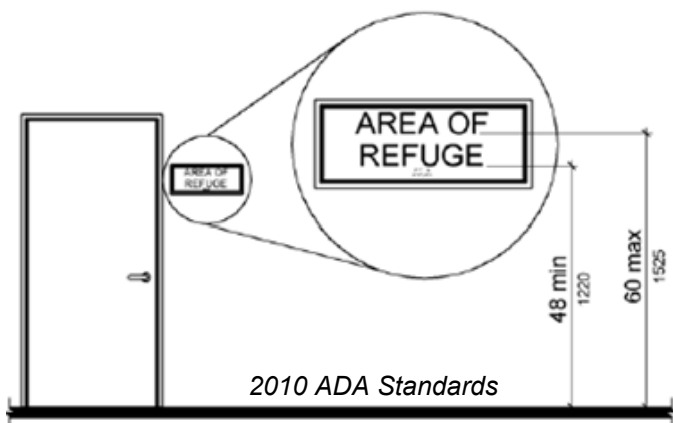 AREA OF
REFUGE
AREA OF
REFUGE
48 min
1220
60 max
1525
2010 ADA Standards